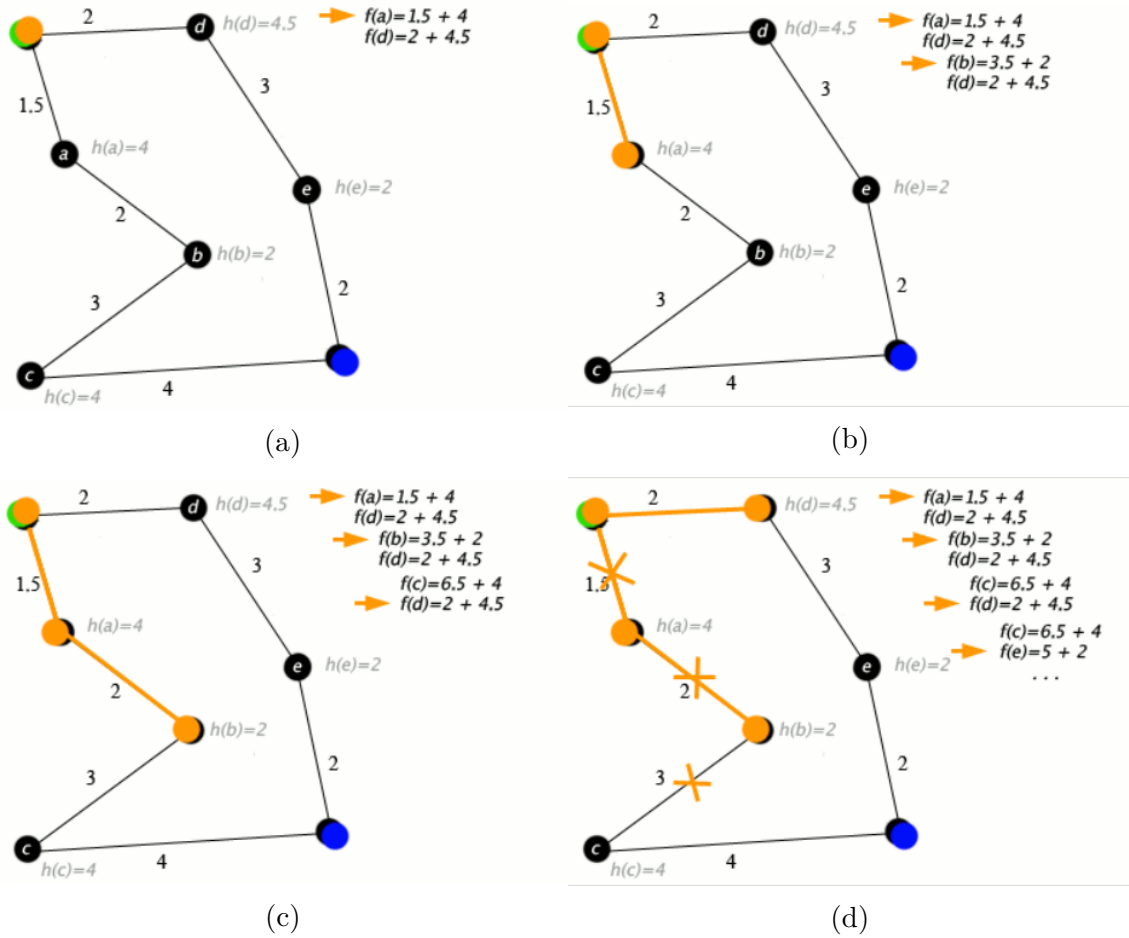 2
d
h(d)=4.5
f(a)=1.5 + 4
f(d)=2 + 4.5
3
1.5
a
h(a)=4
e
h(e)=2
2
b
h(b)=2
3
2
c
h(c)=4
4
(a)
2
d
h(d)=4.5
f(a)=1.5 + 4
f(d)=2 + 4.5
f(b)=3.5 + 2
f(d)=2 + 4.5
3
1.5
h(a)=4
e
h(e)=2
2
b
h(b)=2
3
2
c
h(c)=4
4
(b)
2
d
h(d)=4.5
f(a)=1.5 + 4
f(d)=2 + 4.5
f(b)=3.5 + 2
f(d)=2 + 4.5
f(c)=6.5 + 4
f(d)=2 + 4.5
3
1.5
h(a)=4
e
h(e)=2
2
h(b)=2
3
2
c
h(c)=4
4
(c)
2
h(d)=4.5
f(a)=1.5 + 4
f(d)=2 + 4.5
f(b)=3.5 + 2
f(d)=2 + 4.5
f(c)=6.5 + 4
f(d)=2 + 4.5
f(c)=6.5 + 4
f(e)=5 + 2
...
3
1.5
h(a)=4
e
h(e)=2
2
h(b)=2
3
2
c
h(c)=4
4
(d)